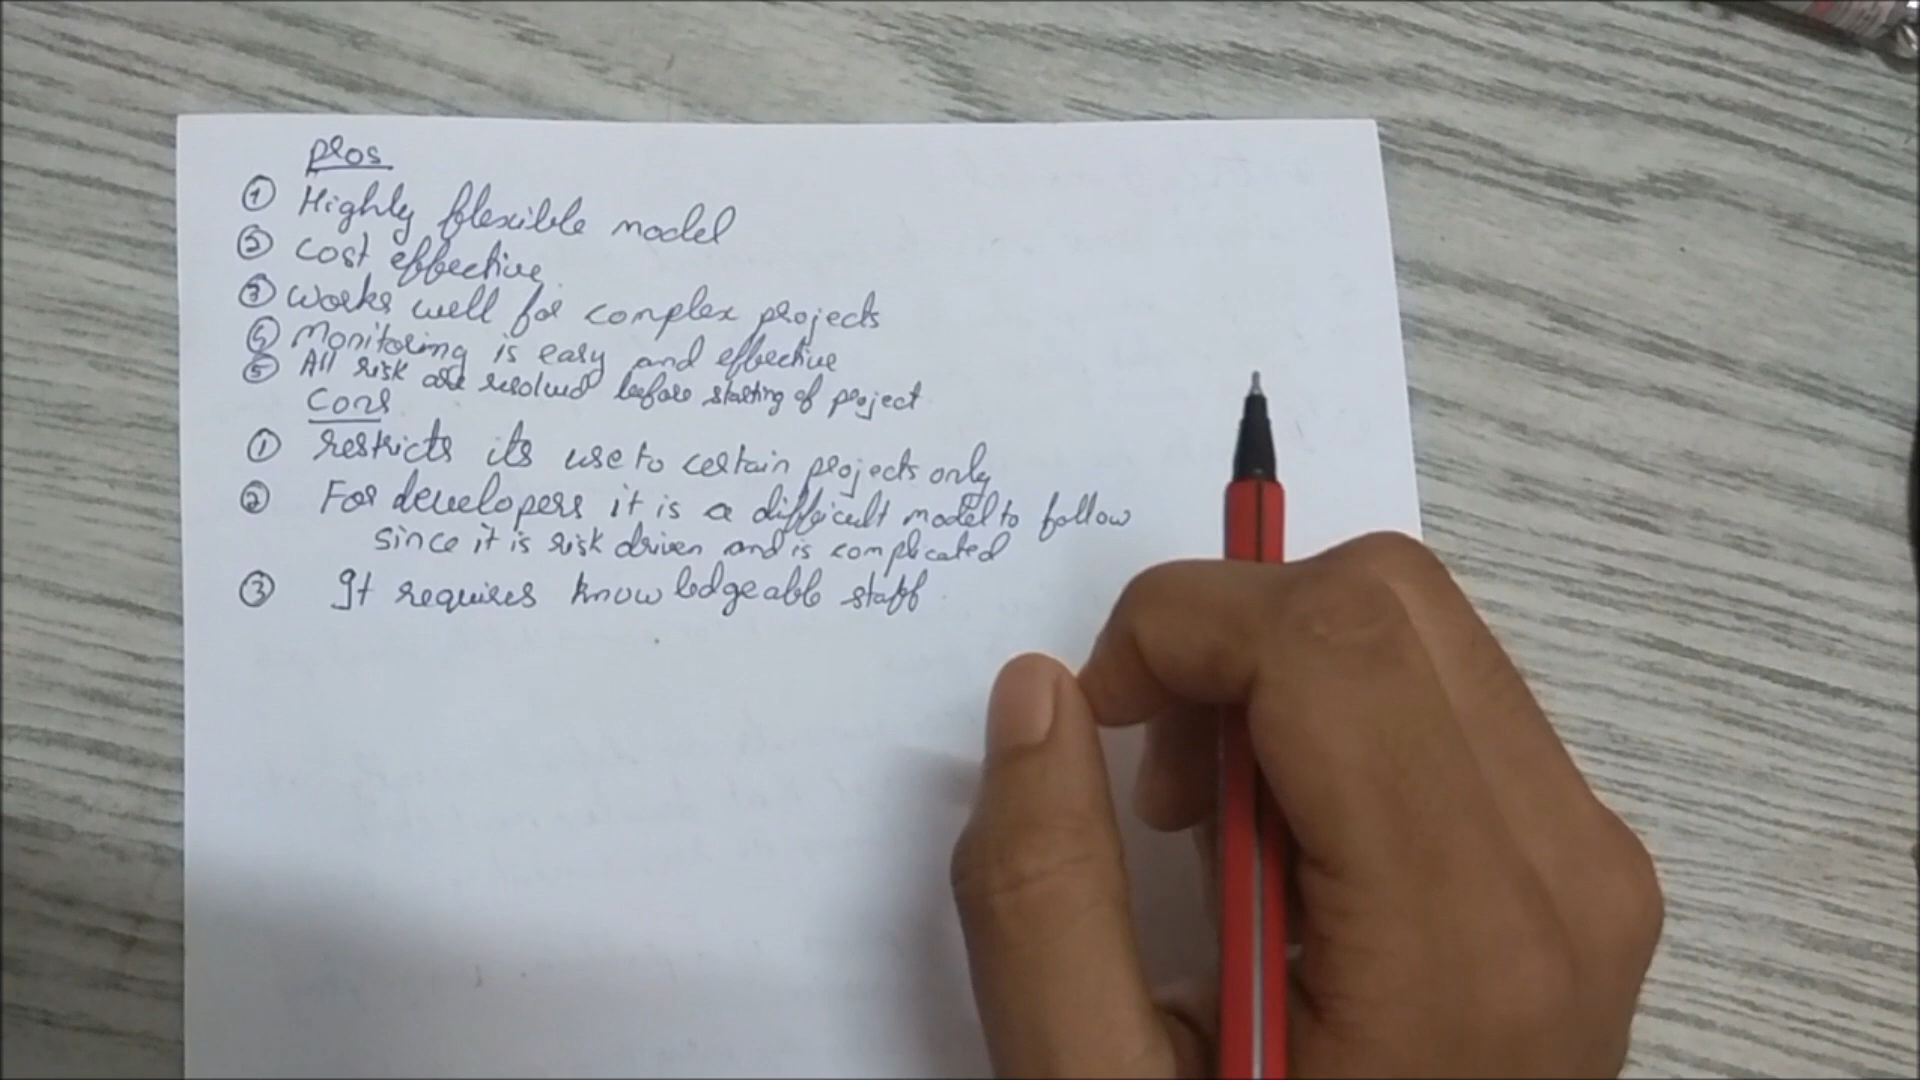 Pros
① Highly flexible model
② cost effective
③ works well for complex projects
④ Monitoring is easy and effective
⑤ All risk are resolved before starting of project
Cons
① restricts its use to certain projects only
② For developers it is a difficult model to follow
since it is risk driven and is complicated
③ It requires knowledgeable staff